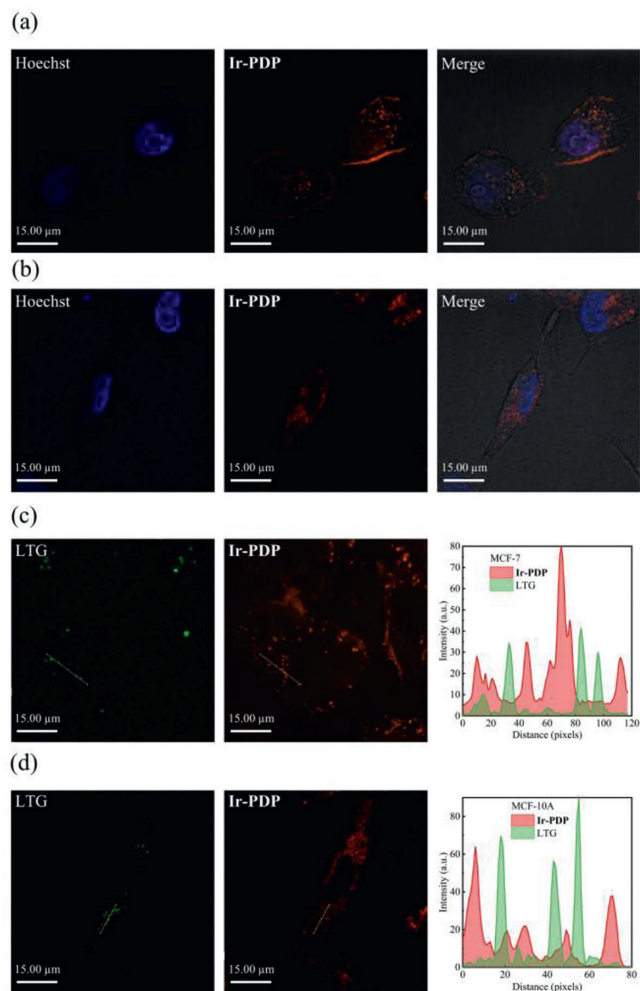 (a)
Hoechst
Ir-PDP
Merge
15.00 µm
15.00 µm
15.00 µm
(b)
Hoechst
Ir-PDP
Merge
15.00 µm
15.00 µm
15.00 µm
(c)
LTG
Ir-PDP
15.00 µm
15.00 µm
80
70
60
50
40
30
20
10
0
Intensity (a.u.)
MCF-7
Ir-PDP
LTG
0 20 40 60 80 100 120
Distance (pixels)
(d)
LTG
Ir-PDP
15.00 µm
15.00 µm
80
60
40
20
0
Intensity (a.u.)
MCF-10A
Ir-PDP
LTG
0 20 40 60 80
Distance (pixels)